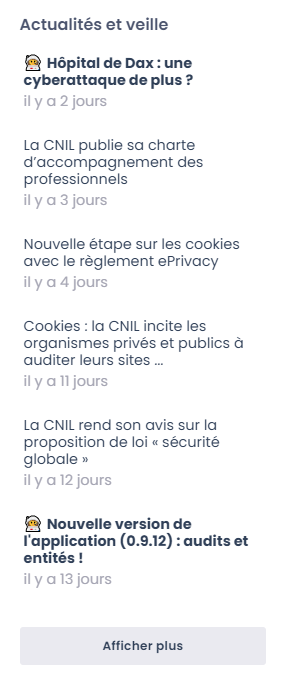 Actualités et veille
Hôpital de Dax : une
cyberattaque de plus ?
il y a 2 jours
La CNIL publie sa charte
d’accompagnement des
professionnels
il y a 3 jours
Nouvelle étape sur les cookies
avec le règlement ePrivacy
il y a 4 jours
Cookies : la CNIL incite les
organismes privés et publics à
auditer leurs sites ...
il y a 11 jours
La CNIL rend son avis sur la
proposition de loi « sécurité
globale »
il y a 12 jours
Nouvelle version de
l'application (0.9.12) : audits et
entités !
il y a 13 jours
Afficher plus